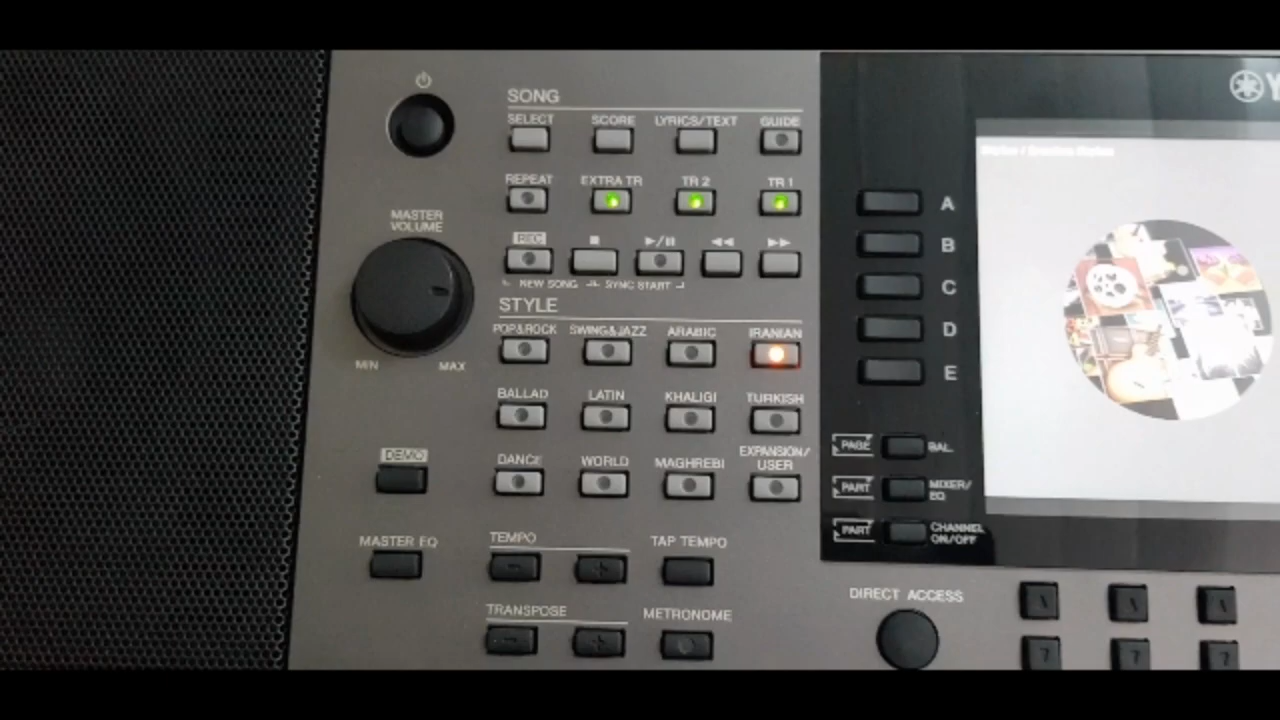 SONG
SELECT SCORE LYRICS/TEXT GUIDE
REPEAT EXTRA TR TR 2 TR 1
REC
NEW SONG SYNC START
MASTER
VOLUME
MIN MAX
STYLE
POP&ROCK SWING&JAZZ ARABIC IRANIAN
BALLAD LATIN KHALIGI TURKISH
DANCE WORLD MAGHREBI EXPANSION/
USER
DEMO
MASTER EQ
TEMPO TAP TEMPO
- +
TRANSPOSE METRONOME
- +
Y
A
B
C
D
E
PAGE BAL.
PART MIXER/
EQ
PART CHANNEL
ON/OFF
DIRECT ACCESS